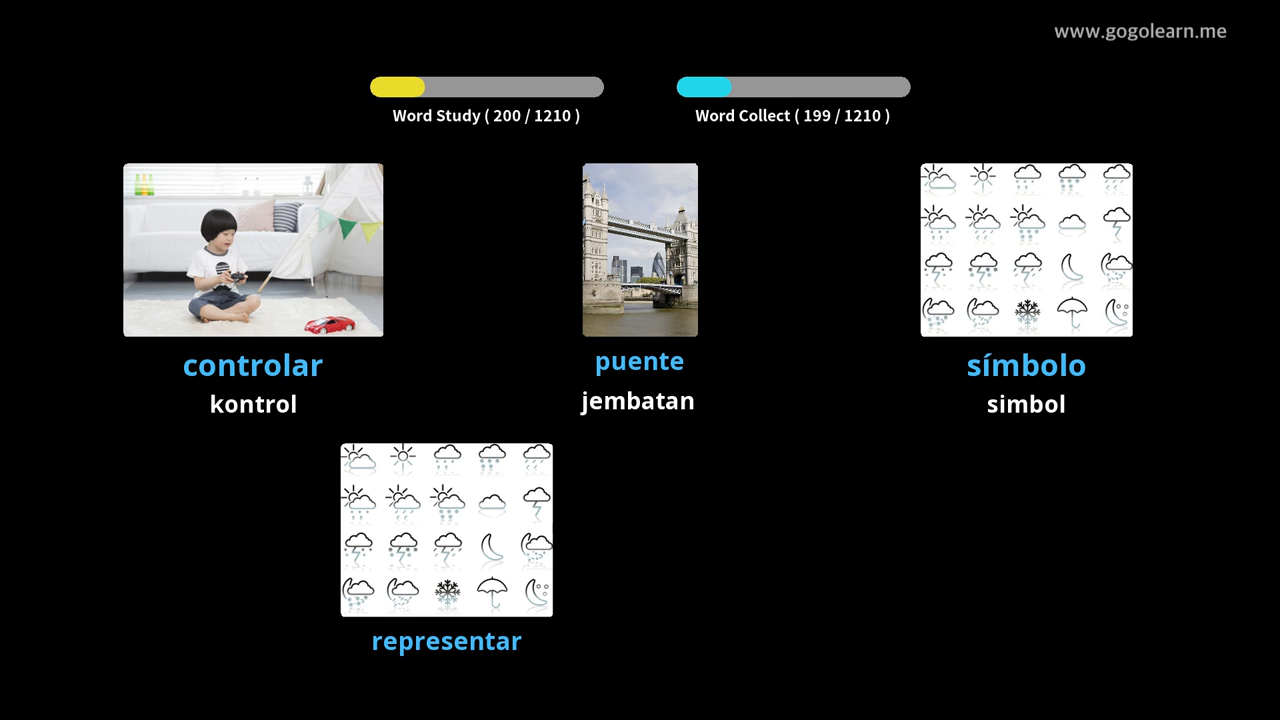 www.gogolearn.me
Word Study ( 200 / 1210 )
Word Collect ( 199 / 1210 )
controlar
kontrol
puente
jembatan
símbolo
simbol
representar